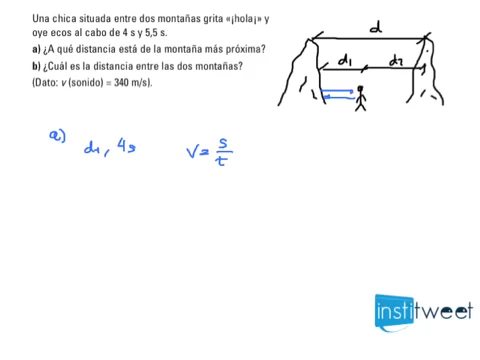 Una chica situada entre dos montañas grita «¡hola¡» y
oye ecos al cabo de 4 s y 5,5 s.
a) ¿A qué distancia está de la montaña más próxima?
b) ¿Cuál es la distancia entre las dos montañas?
(Dato: v (sonido) = 340 m/s).
d
d1 d2
a)
d1, 4s V = s/t
institweet